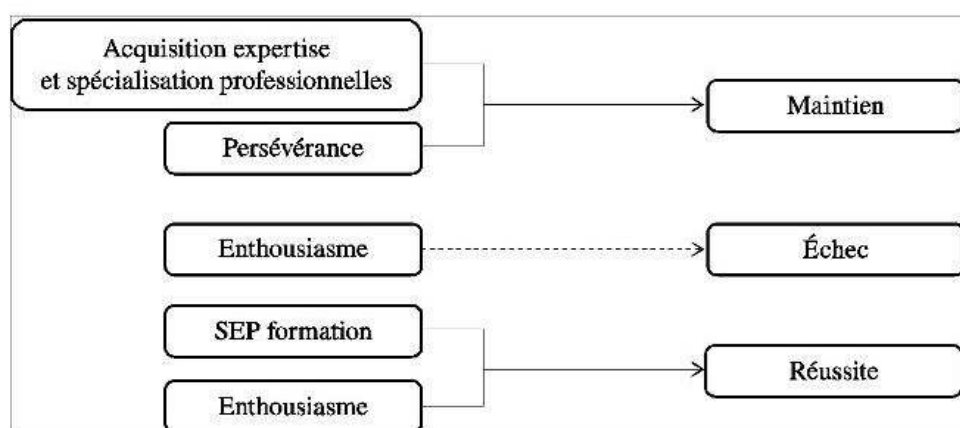 Acquisition expertise
et spécialisation professionnelles
Persévérance
Maintien
Enthousiasme
Échec
SEP formation
Enthousiasme
Réussite